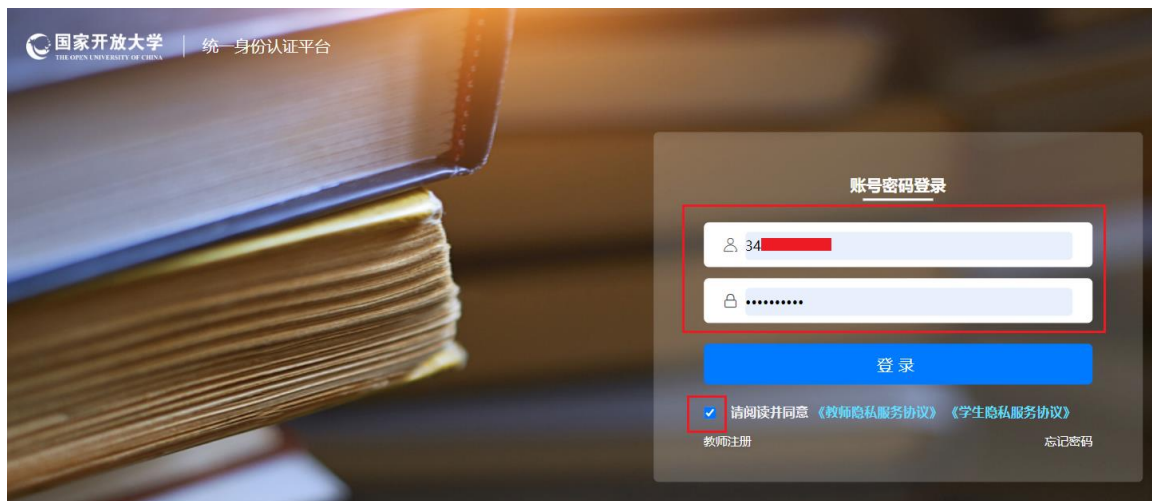 国家开放大学
THE OPEN UNIVERSITY OF CHINA
统一身份认证平台
账号密码登录
34
••••••••••
登 录
请阅读并同意 《教师隐私服务协议》 《学生隐私服务协议》
教师注册 忘记密码